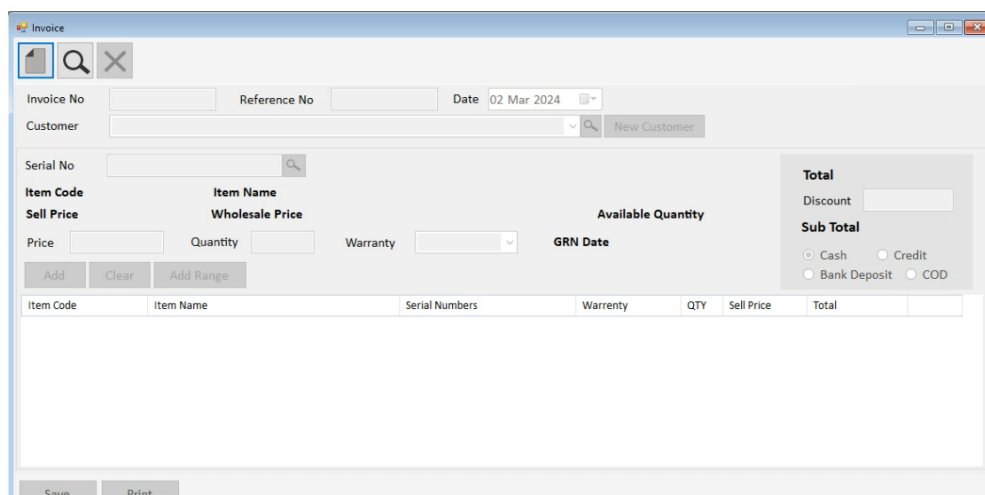 Invoice
Invoice No Reference No Date 02 Mar 2024
Customer New Customer
Serial No
Item Code Item Name
Sell Price Wholesale Price Available Quantity
Price Quantity Warranty GRN Date
Add Clear Add Range
Total
Discount
Sub Total
Cash Credit
Bank Deposit COD
Item Code Item Name Serial Numbers Warrenty QTY Sell Price Total
Save Print